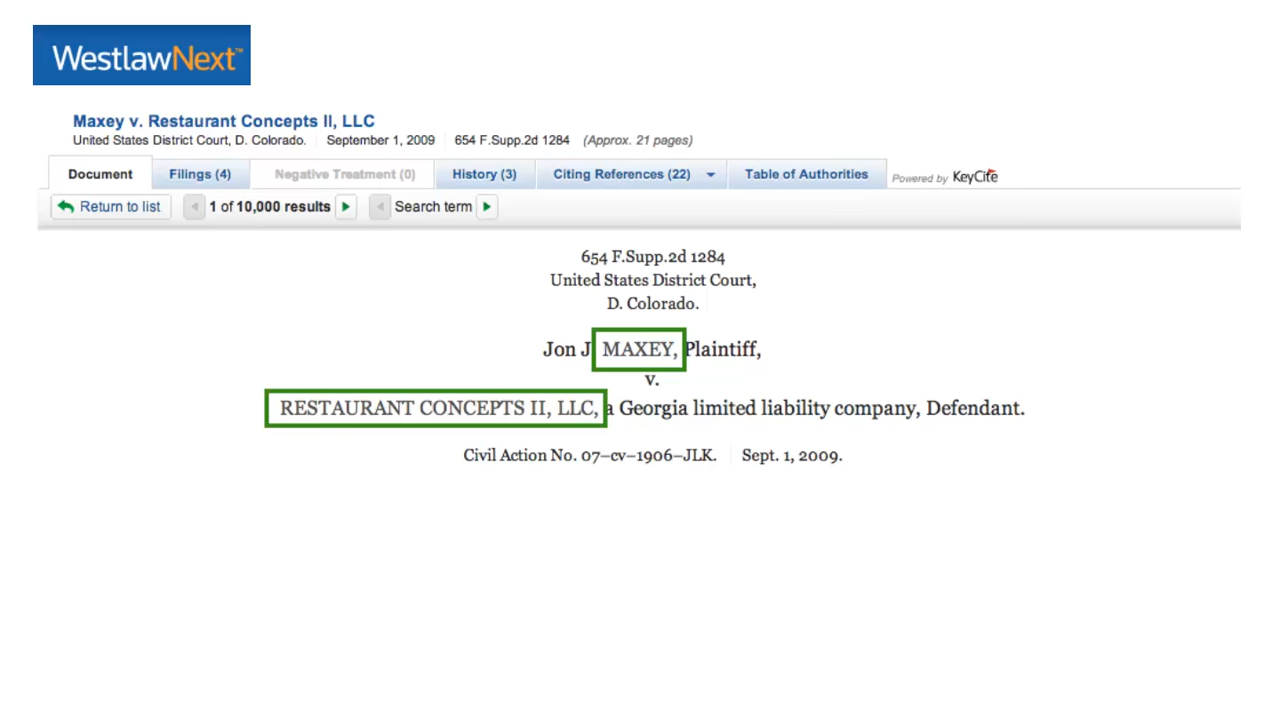 WestlawNext™
Maxey v. Restaurant Concepts II, LLC
United States District Court, D. Colorado. September 1, 2009 654 F.Supp.2d 1284 (Approx. 21 pages)
Document Filings (4) Negative Treatment (0) History (3) Citing References (22) Table of Authorities Powered by KeyCite
Return to list 1 of 10,000 results Search term
654 F.Supp.2d 1284
United States District Court,
D. Colorado.
Jon J MAXEY, Plaintiff,
v.
RESTAURANT CONCEPTS II, LLC, a Georgia limited liability company, Defendant.
Civil Action No. 07–cv–1906–JLK. Sept. 1, 2009.